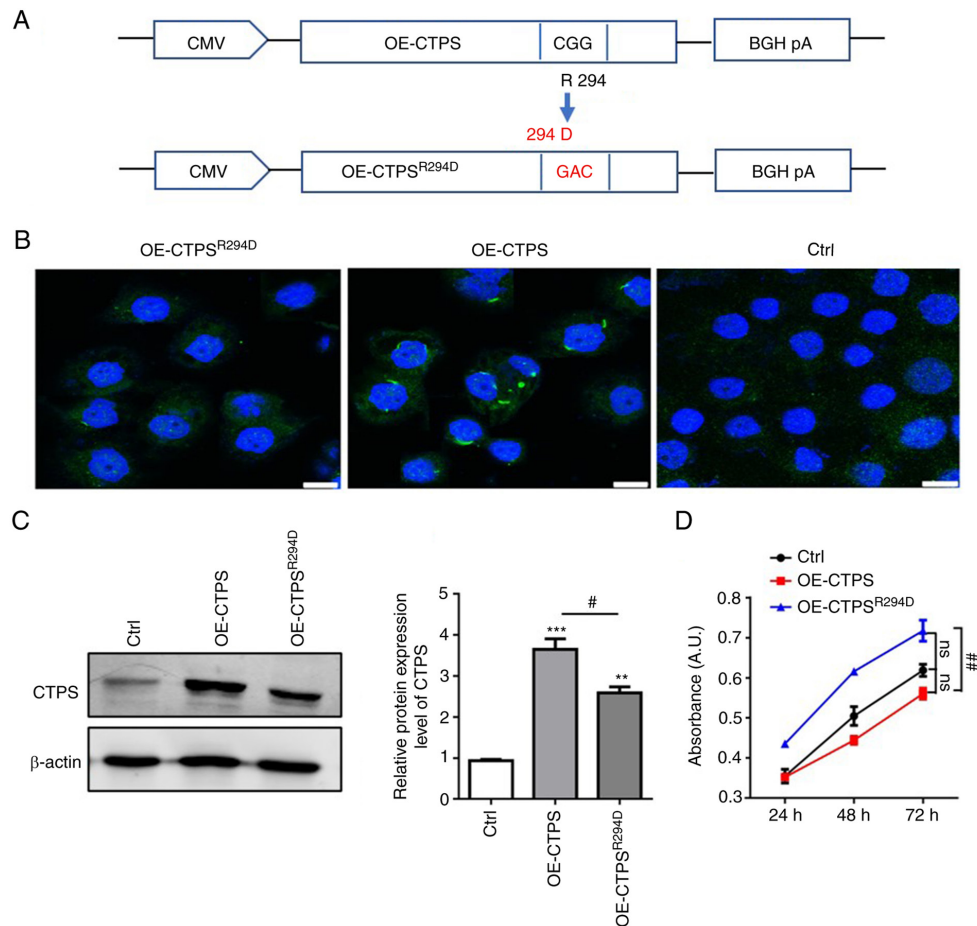 A
CMV
OE-CTPS
CGG
BGH pA
R 294
294 D
CMV
OE-CTPSR294D
GAC
BGH pA
B
OE-CTPSR294D
OE-CTPS
Ctrl
C
Ctrl
OE-CTPS
OE-CTPSR294D
CTPS
β-actin
Relative protein expression
level of CTPS
5
4
3
2
1
0
#
***
**
Ctrl
OE-CTPS
OE-CTPSR294D
D
Ctrl
OE-CTPS
OE-CTPSR294D
Absorbance (A.U.)
0.8
0.7
0.6
0.5
0.4
0.3
24 h
48 h
72 h
ns
ns
##